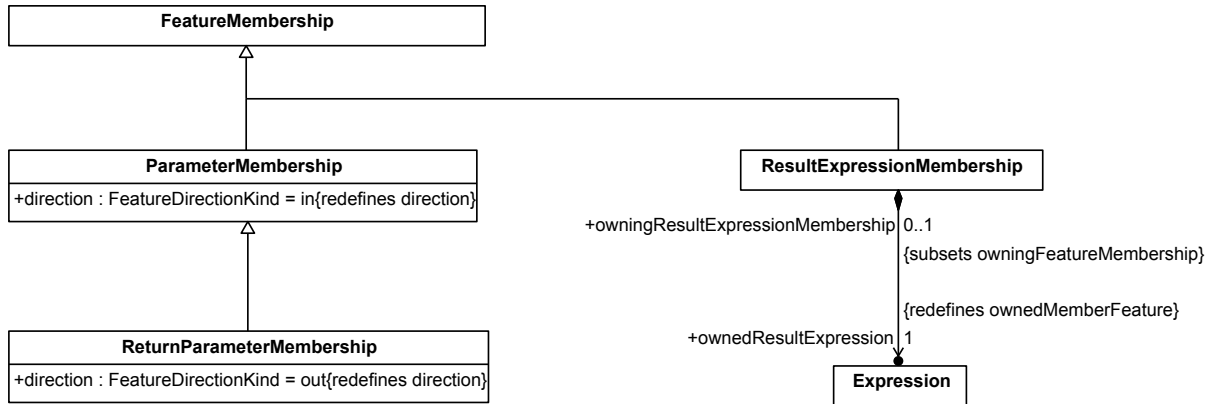 FeatureMembership
ParameterMembership
+direction : FeatureDirectionKind = in{redefines direction}
ResultExpressionMembership
+owningResultExpressionMembership 0..1
{subsets owningFeatureMembership}
{redefines ownedMemberFeature}
+ownedResultExpression 1
ReturnParameterMembership
+direction : FeatureDirectionKind = out{redefines direction}
Expression